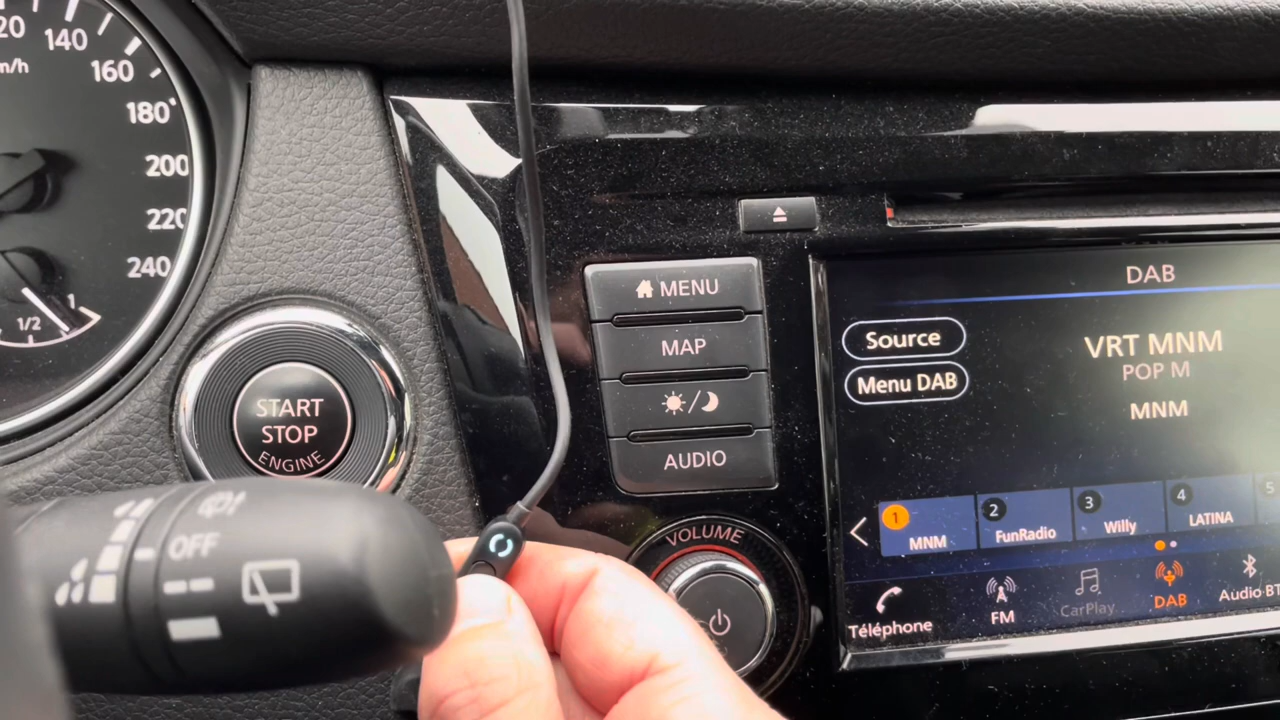 20
140
m/h
160
180
200
220
240
1
1/2
START
STOP
ENGINE
OFF
MENU
MAP
AUDIO
VOLUME
DAB
Source
Menu DAB
VRT MNM
POP M
MNM
1
MNM
2
FunRadio
3
Willy
4
LATINA
5
Téléphone
FM
CarPlay
DAB
Audio BT